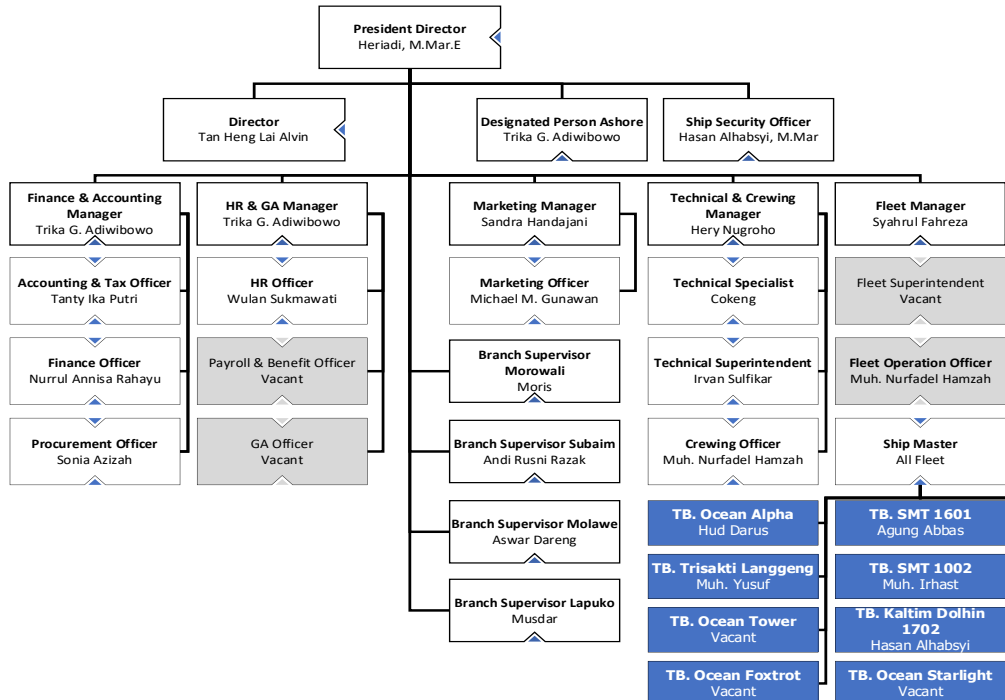 President Director
Heriadi, M.Mar.E
Director
Tan Heng Lai Alvin
Designated Person Ashore
Trika G. Adiwibowo
Ship Security Officer
Hasan Alhabsyi, M.Mar
Finance & Accounting
Manager
Trika G. Adiwibowo
HR & GA Manager
Trika G. Adiwibowo
Marketing Manager
Sandra Handajani
Technical & Crewing
Manager
Hery Nugroho
Fleet Manager
Syahrul Fahreza
Accounting & Tax Officer
Tanty Ika Putri
HR Officer
Wulan Sukmawati
Marketing Officer
Michael M. Gunawan
Technical Specialist
Cokeng
Fleet Superintendent
Vacant
Finance Officer
Nurrul Annisa Rahayu
Payroll & Benefit Officer
Vacant
Branch Supervisor
Morowali
Moris
Technical Superintendent
Irvan Sulfikar
Fleet Operation Officer
Muh. Nurfadel Hamzah
Procurement Officer
Sonia Azizah
GA Officer
Vacant
Branch Supervisor Subaim
Andi Rusni Razak
Crewing Officer
Muh. Nurfadel Hamzah
Ship Master
All Fleet
Branch Supervisor Molawe
Aswar Dareng
TB. Ocean Alpha
Hud Darus
TB. SMT 1601
Agung Abbas
TB. Trisakti Langgeng
Muh. Yusuf
TB. SMT 1002
Muh. Irhast
Branch Supervisor Lapuko
Musdar
TB. Ocean Tower
Vacant
TB. Kaltim Dolhin
1702
Hasan Alhabsyi
TB. Ocean Foxtrot
Vacant
TB. Ocean Starlight
Vacant